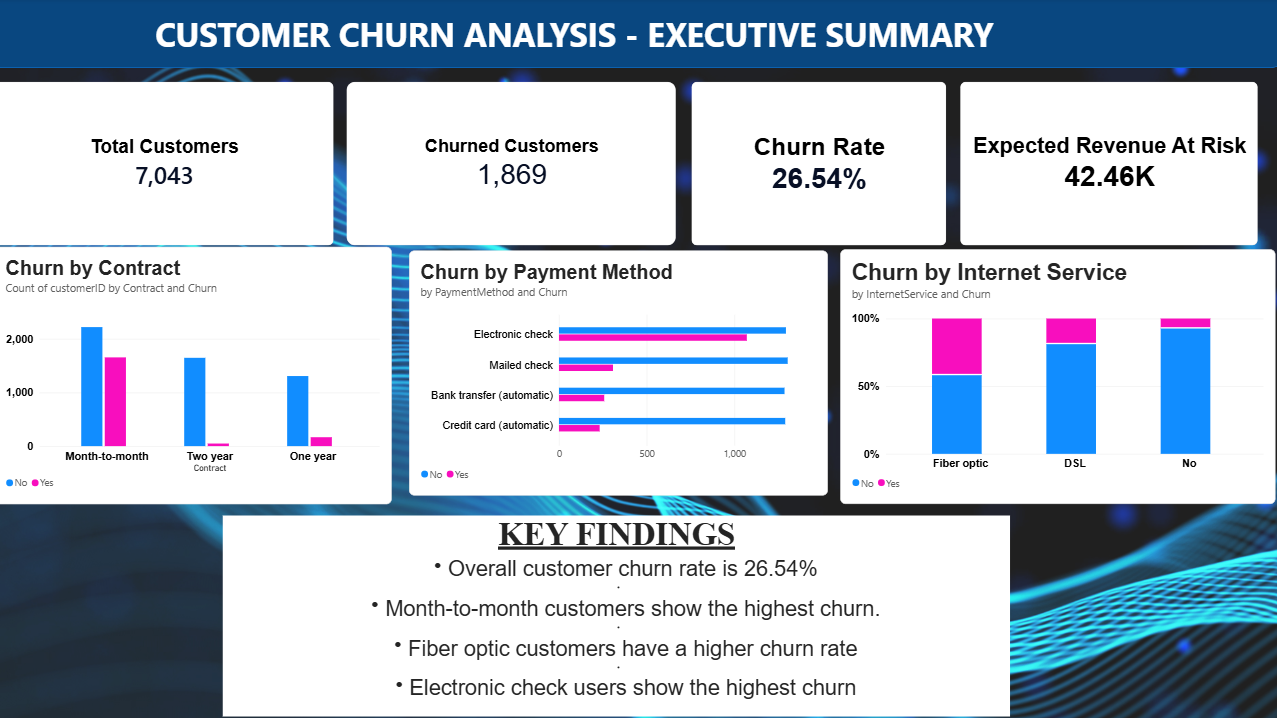 CUSTOMER CHURN ANALYSIS - EXECUTIVE SUMMARY
Total Customers
7,043
Churned Customers
1,869
Churn Rate
26.54%
Expected Revenue At Risk
42.46K
Churn by Contract
Count of customerID by Contract and Churn
2,000
1,000
0
Month-to-month
Two year
One year
Contract
No Yes
Churn by Payment Method
by PaymentMethod and Churn
Electronic check
Mailed check
Bank transfer (automatic)
Credit card (automatic)
0 500 1,000
No Yes
Churn by Internet Service
by InternetService and Churn
100%
50%
0%
Fiber optic
DSL
No
No Yes
KEY FINDINGS
• Overall customer churn rate is 26.54%
• Month-to-month customers show the highest churn.
• Fiber optic customers have a higher churn rate
• Electronic check users show the highest churn